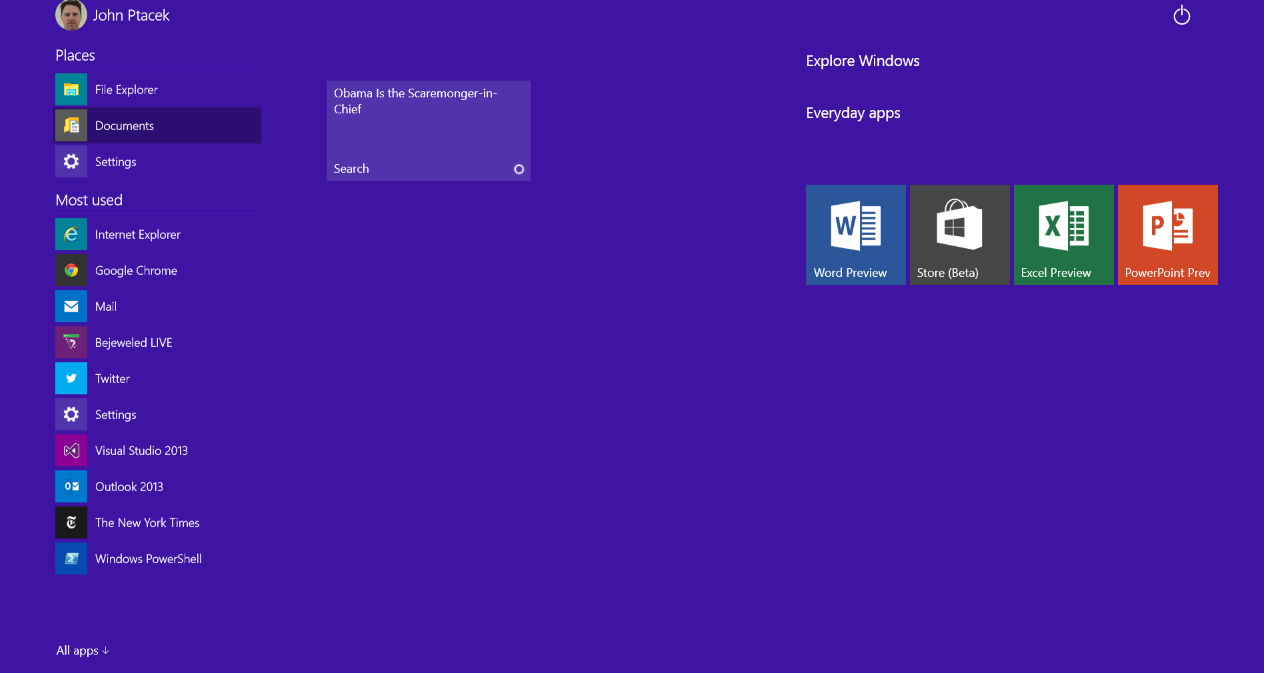 John Ptacek
Places
File Explorer
Documents
Settings
Most used
Internet Explorer
Google Chrome
Mail
Bejeweled LIVE
Twitter
Settings
Visual Studio 2013
Outlook 2013
The New York Times
Windows PowerShell
All apps ↓
Obama Is the Scaremonger-in-
Chief
Search
Explore Windows
Everyday apps
Word Preview
Store (Beta)
Excel Preview
PowerPoint Prev